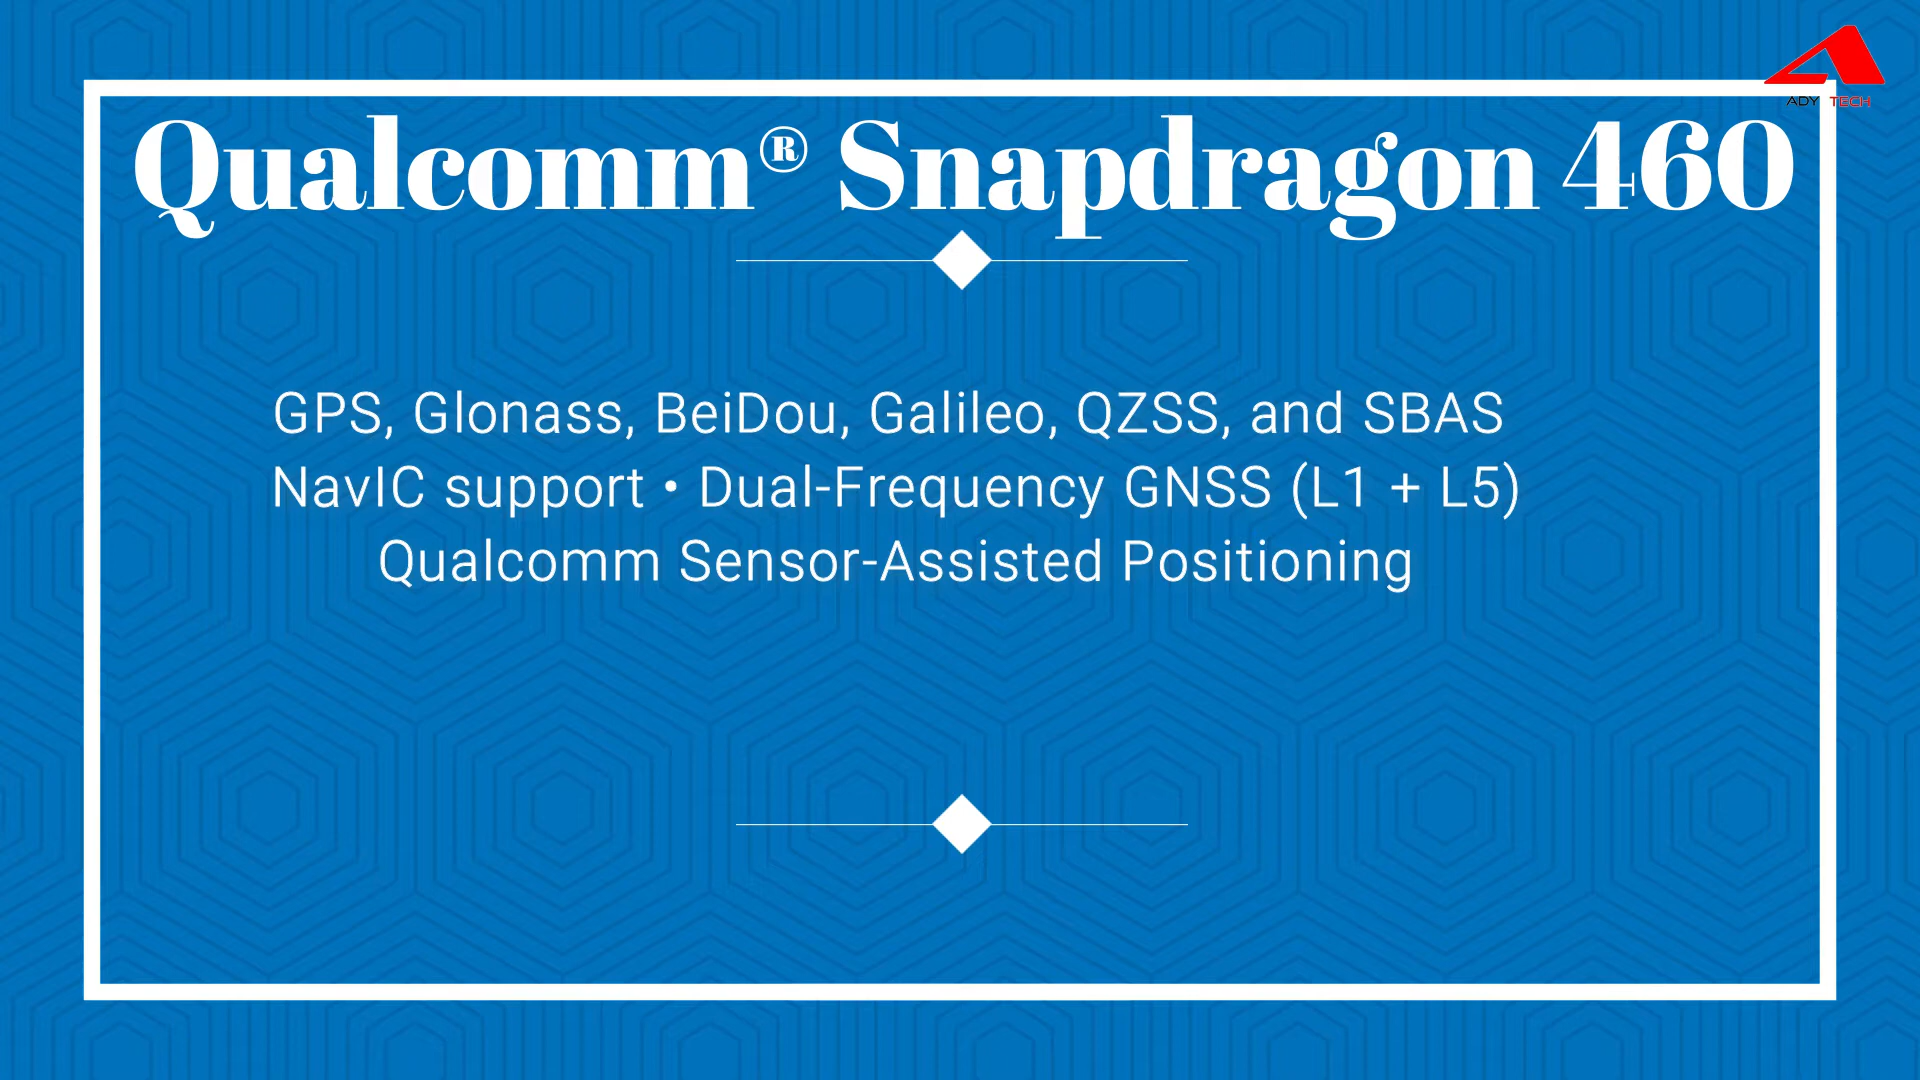 ADY TECH
Qualcomm® Snapdragon 460
GPS, Glonass, BeiDou, Galileo, QZSS, and SBAS
NavIC support • Dual-Frequency GNSS (L1 + L5)
Qualcomm Sensor-Assisted Positioning